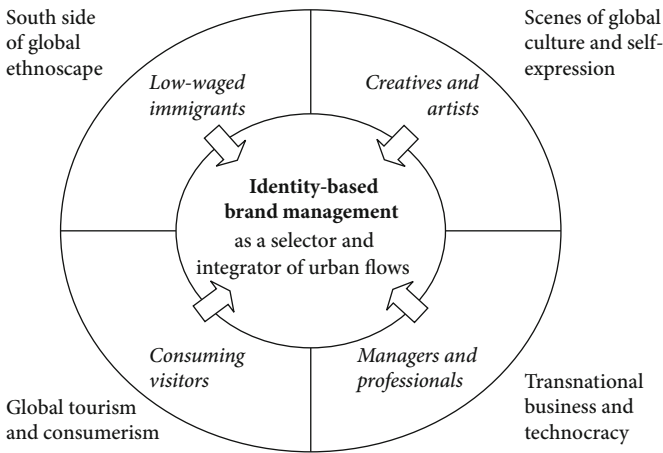 South side
of global
ethnoscape
Scenes of global
culture and self-
expression
Low-waged
immigrants
Creatives and
artists
Identity-based
brand management
as a selector and
integrator of urban flows
Consuming
visitors
Managers and
professionals
Global tourism
and consumerism
Transnational
business and
technocracy